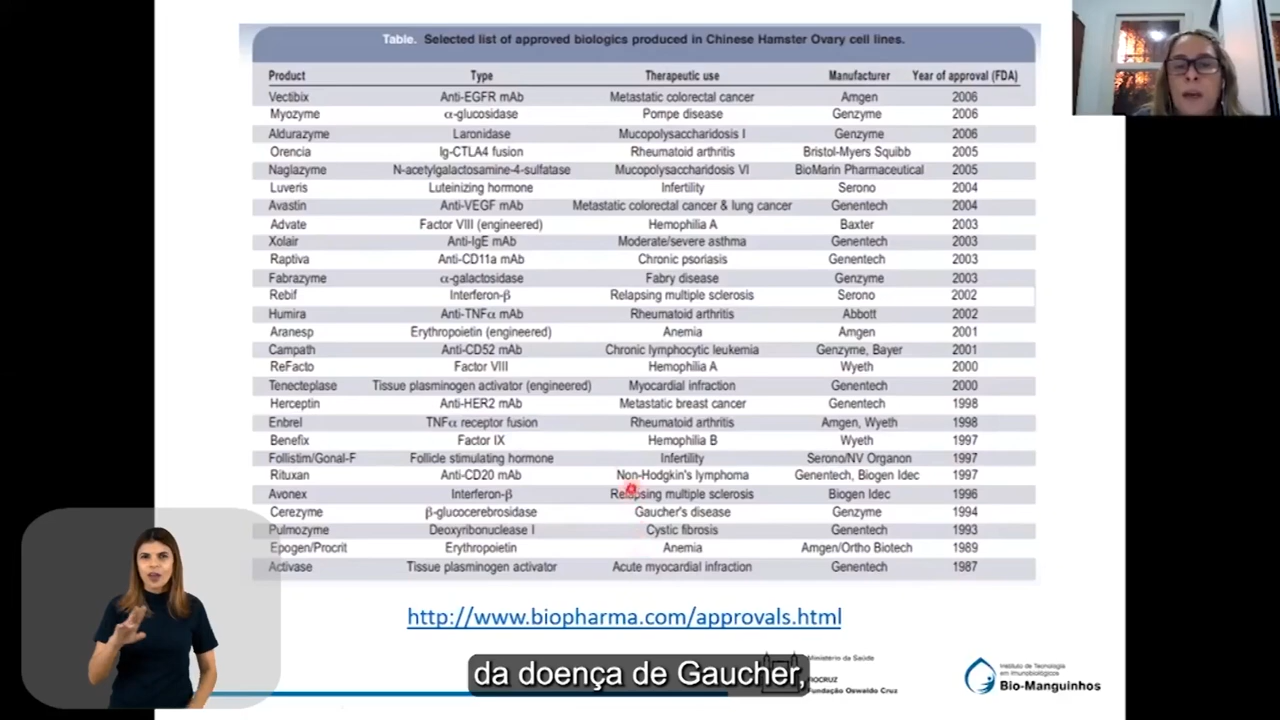 Table. Selected list of approved biologics produced in Chinese Hamster Ovary cell lines.
Product Type Therapeutic use Manufacturer Year of approval (FDA)
Vectibix Anti-EGFR mAb Metastatic colorectal cancer Amgen 2006
Myozyme α-glucosidase Pompe disease Genzyme 2006
Aldurazyme Laronidase Mucopolysaccharidosis I Genzyme 2006
Orencia Ig-CTLA4 fusion Rheumatoid arthritis Bristol-Myers Squibb 2005
Naglazyme N-acetylgalactosamine-4-sulfatase Mucopolysaccharidosis VI BioMarin Pharmaceutical 2005
Luveris Luteinizing hormone Infertility Serono 2004
Avastin Anti-VEGF mAb Metastatic colorectal cancer & lung cancer Genentech 2004
Advate Factor VIII (engineered) Hemophilia A Baxter 2003
Xolair Anti-IgE mAb Moderate/severe asthma Genentech 2003
Raptiva Anti-CD11a mAb Chronic psoriasis Genentech 2003
Fabrazyme α-galactosidase Fabry disease Genzyme 2003
Rebif Interferon-β Relapsing multiple sclerosis Serono 2002
Humira Anti-TNFα mAb Rheumatoid arthritis Abbott 2002
Aranesp Erythropoietin (engineered) Anemia Amgen 2001
Campath Anti-CD52 mAb Chronic lymphocytic leukemia Genzyme, Bayer 2001
ReFacto Factor VIII Hemophilia A Wyeth 2000
Tenecteplase Tissue plasminogen activator (engineered) Myocardial infraction Genentech 2000
Herceptin Anti-HER2 mAb Metastatic breast cancer Genentech 1998
Enbrel TNFα receptor fusion Rheumatoid arthritis Amgen, Wyeth 1998
Benefix Factor IX Hemophilia B Wyeth 1997
Follistim/Gonal-F Follicle stimulating hormone Infertility Serono/NV Organon 1997
Rituxan Anti-CD20 mAb Non-Hodgkin's lymphoma Genentech, Biogen Idec 1997
Avonex Interferon-β Relapsing multiple sclerosis Biogen Idec 1996
Cerezyme β-glucocerebrosidase Gaucher's disease Genzyme 1994
Pulmozyme Deoxyribonuclease I Cystic fibrosis Genentech 1993
Epogen/Procrit Erythropoietin Anemia Amgen/Ortho Biotech 1989
Activase Tissue plasminogen activator Acute myocardial infraction Genentech 1987
http://www.biopharma.com/approvals.html
da doença de Gaucher,
Ministério da Saúde
FIOCRUZ
Fundação Oswaldo Cruz
Instituto de Tecnologia
em Imunobiológicos
Bio-Manguinhos